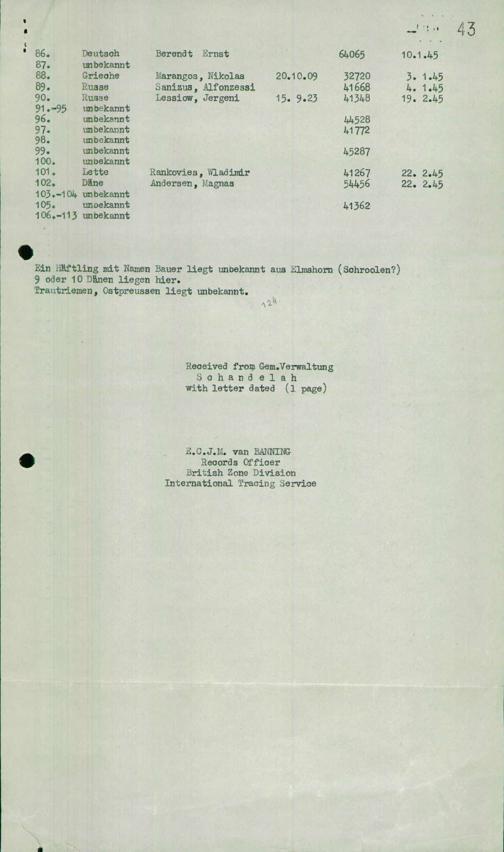 43
86. Deutsch Berendt Ernst 64065 10.1.45
87. unbekannt
88. Grieche Marangos, Nikolas 20.10.09 32720 3. 1.45
89. Russe Sanizus, Alfonzessi 41668 4. 1.45
90. Russe Lessiow, Jergeni 15. 9.23 41348 19. 2.45
91.-95 unbekannt
96. unbekannt 44528
97. unbekannt 41772
98. unbekannt
99. unbekannt 45287
100. unbekannt
101. Lette Rankovies, Wladimir 41267 22. 2.45
102. Däne Andersen, Magnas 54456 22. 2.45
103.-104 unbekannt
105. unbekannt 41362
106.-113 unbekannt
Ein Häftling mit Namen Bauer liegt unbekannt aus Elmshorn (Schroolen?)
9 oder 10 Dänen liegen hier.
Trautriemen, Ostpreussen liegt unbekannt.
124
Received from Gem.Verwaltung
S c h a n d e l a h
with letter dated (1 page)
E.C.J.M. van BANNING
Records Officer
British Zone Division
International Tracing Service